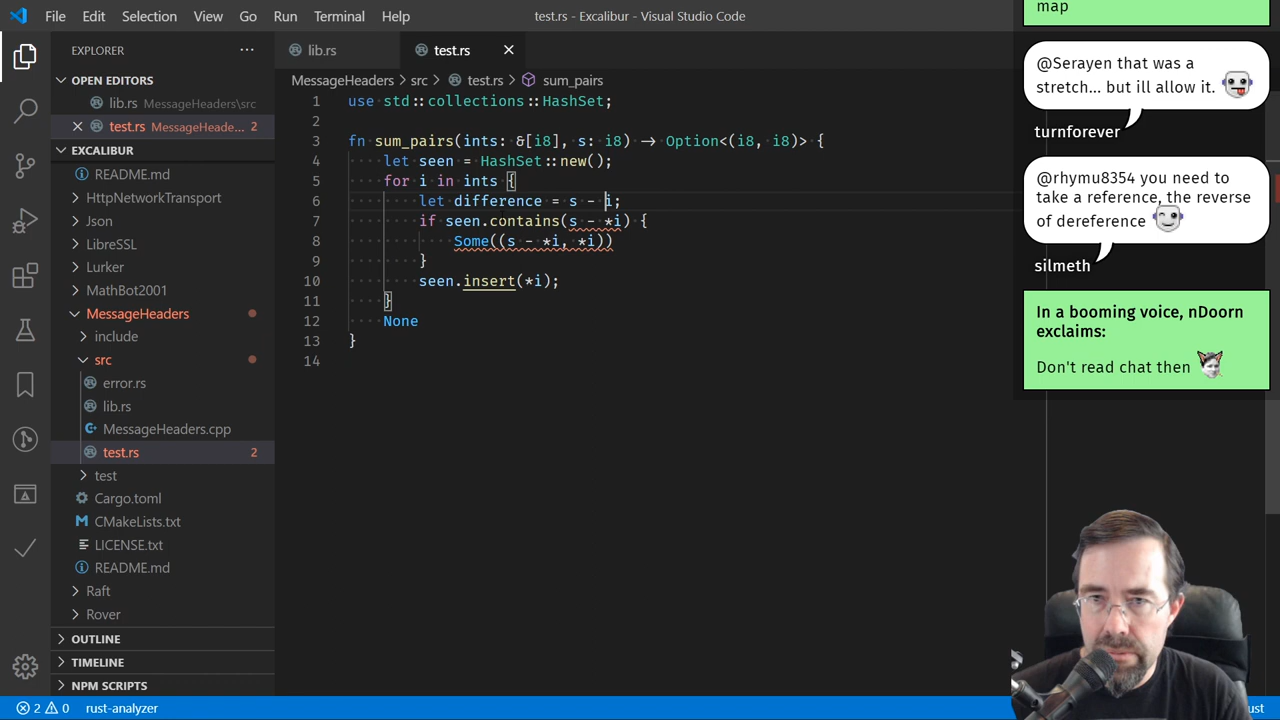 File Edit Selection View Go Run Terminal Help
test.rs - Excalibur - Visual Studio Code
EXPLORER
OPEN EDITORS
lib.rs MessageHeaders\src
test.rs MessageHeade... 2
EXCALIBUR
README.md
HttpNetworkTransport
Json
LibreSSL
Lurker
MathBot2001
MessageHeaders
include
src
error.rs
lib.rs
MessageHeaders.cpp
test.rs 2
test
Cargo.toml
CMakeLists.txt
LICENSE.txt
README.md
Raft
Rover
OUTLINE
TIMELINE
NPM SCRIPTS
lib.rs
test.rs
MessageHeaders > src > test.rs > sum_pairs
1 use std::collections::HashSet;
2
3 fn sum_pairs(ints: &[i8], s: i8) -> Option<(i8, i8)> {
4 let seen = HashSet::new();
5 for i in ints {
6 let difference = s - i;
7 if seen.contains(s - *i) {
8 Some((s - *i, *i))
9 }
10 seen.insert(*i);
11 }
12 None
13 }
14
map
@Serayen that was a
stretch... but ill allow it.
turnforever
@rhymu8354 you need to
take a reference, the reverse
of dereference
silmeth
In a booming voice, nDoorn
exclaims:
Don't read chat then
2 0 rust-analyzer